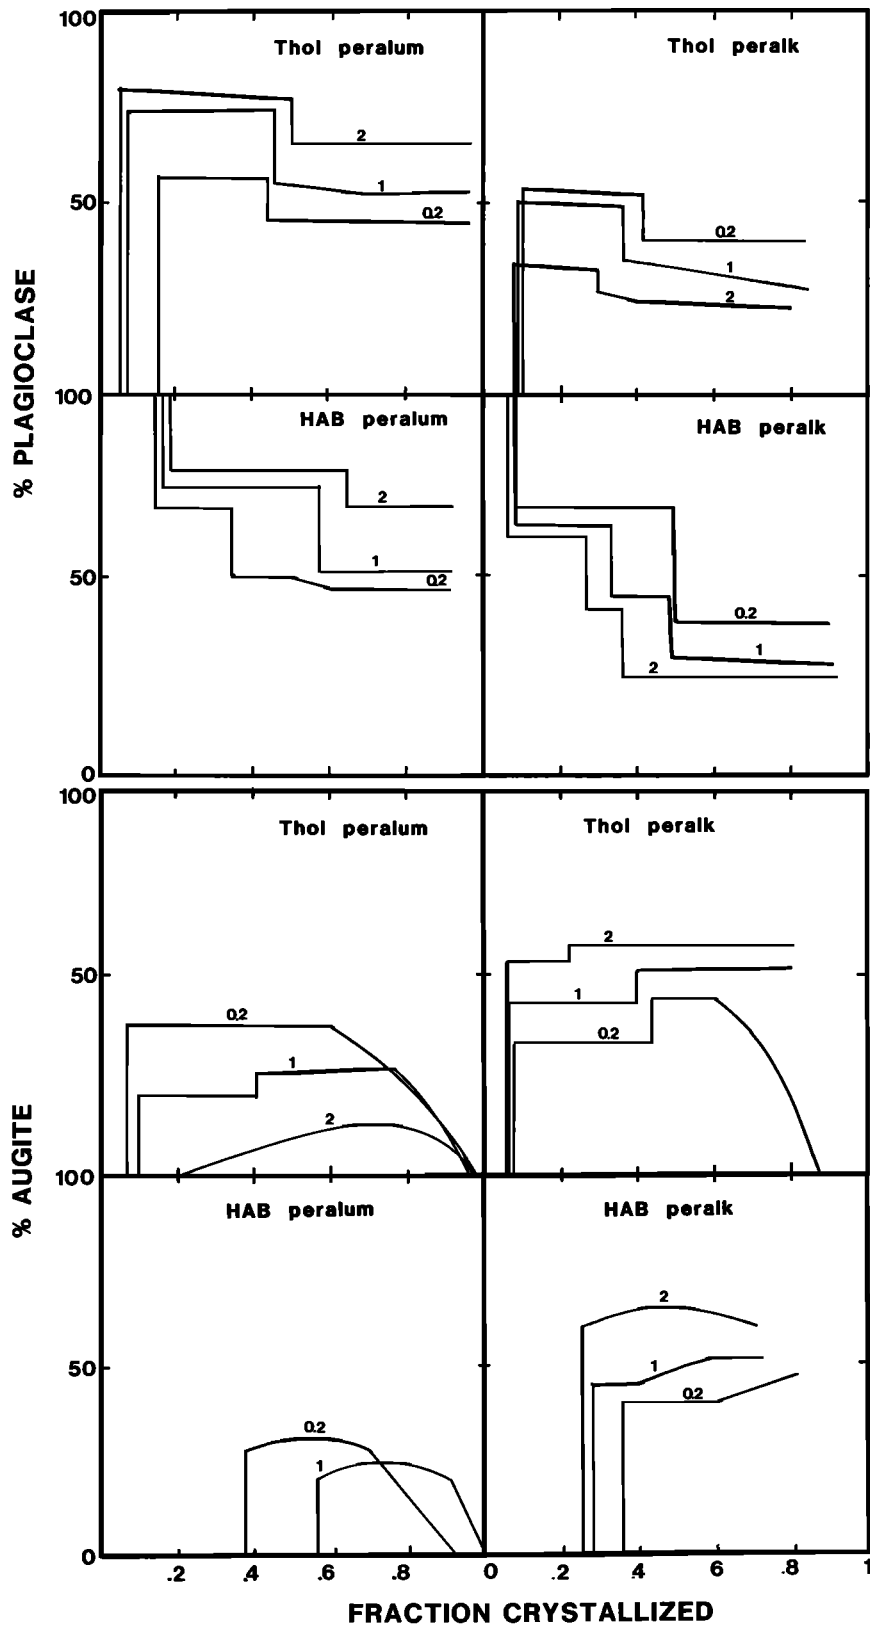 100
Thol peralum
Thol peralk
2
1
0.2
50
0.2
1
2
% PLAGIOCLASE
100
HAB peralum
HAB peralk
2
1
0.2
50
0.2
1
2
0
100
Thol peralum
Thol peralk
2
50
1
0.2
0.2
1
2
% AUGITE
100
HAB peralum
HAB peralk
2
50
1
0.2
0.2
1
0
.2 .4 .6 .8 0 .2 .4 6 .8 1
FRACTION CRYSTALLIZED